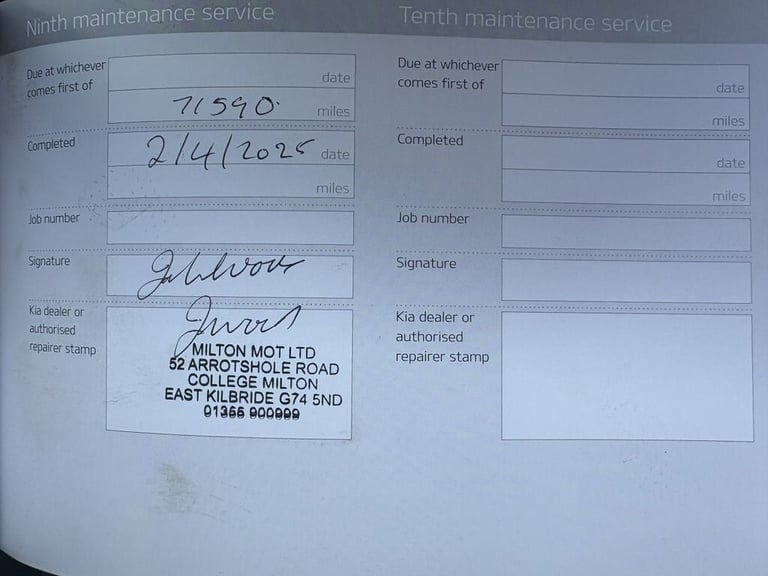 Ninth maintenance service
Due at whichever
comes first of
date
71590
miles
Completed
2/4/2025 date
miles
Job number
Signature
Kia dealer or
authorised
repairer stamp
MILTON MOT LTD
52 ARROTSHOLE ROAD
COLLEGE MILTON
EAST KILBRIDE G74 5ND
Tenth maintenance service
Due at whichever
comes first of
date
miles
Completed
date
miles
Job number
Signature
Kia dealer or
authorised
repairer stamp